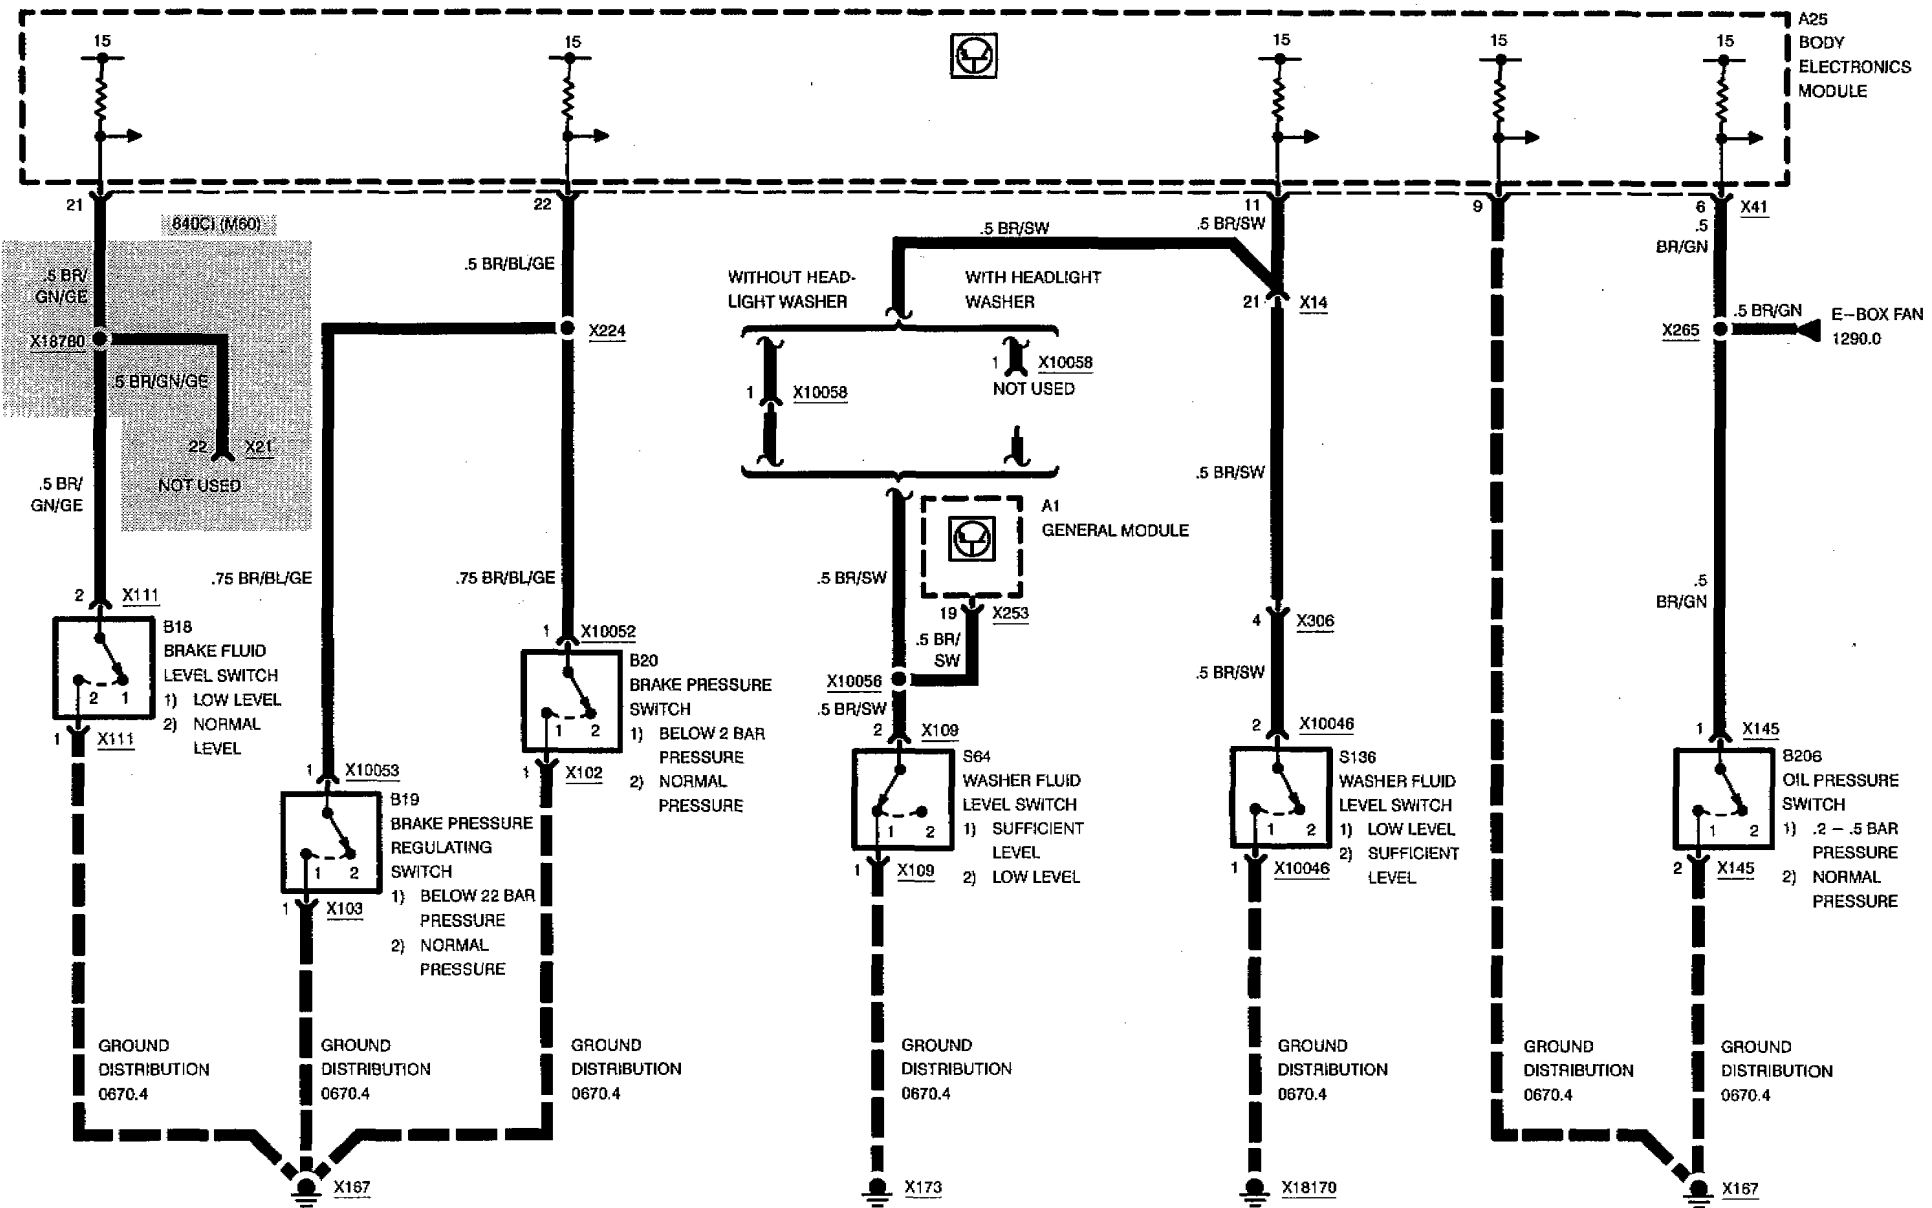 15
15
15
15
15
A25
BODY
ELECTRONICS
MODULE
21
22
11
9
6
X41
840CI (M60)
.5 BR/
GN/GE
X18780
.5 BR/GN/GE
22
X21
NOT USED
.5 BR/
GN/GE
2
X111
B18
BRAKE FLUID
LEVEL SWITCH
1) LOW LEVEL
2) NORMAL
LEVEL
2 1
1
X111
GROUND
DISTRIBUTION
0670.4
.5 BR/BL/GE
X224
.75 BR/BL/GE
.75 BR/BL/GE
1
X10053
B19
BRAKE PRESSURE
REGULATING
SWITCH
1) BELOW 22 BAR
PRESSURE
2) NORMAL
PRESSURE
1 2
1
X103
GROUND
DISTRIBUTION
0670.4
X167
1
X10052
B20
BRAKE PRESSURE
SWITCH
1) BELOW 2 BAR
PRESSURE
2) NORMAL
PRESSURE
1 2
1
X102
GROUND
DISTRIBUTION
0670.4
.5 BR/SW
.5 BR/SW
WITHOUT HEAD-
LIGHT WASHER
WITH HEADLIGHT
WASHER
1
X10058
1
X10058
NOT USED
A1
GENERAL MODULE
.5 BR/SW
19
X253
.5 BR/
SW
X10056
.5 BR/SW
2
X109
S64
WASHER FLUID
LEVEL SWITCH
1) SUFFICIENT
LEVEL
2) LOW LEVEL
1 2
1
X109
GROUND
DISTRIBUTION
0670.4
X173
21
X14
.5 BR/SW
4
X306
.5 BR/SW
2
X10046
S136
WASHER FLUID
LEVEL SWITCH
1) LOW LEVEL
2) SUFFICIENT
LEVEL
1 2
1
X10046
GROUND
DISTRIBUTION
0670.4
X18170
GROUND
DISTRIBUTION
0670.4
.5
BR/GN
X265
.5 BR/GN
E-BOX FAN
1290.0
.5
BR/GN
1
X145
B206
OIL PRESSURE
SWITCH
1) .2 – .5 BAR
PRESSURE
2) NORMAL
PRESSURE
1 2
2
X145
GROUND
DISTRIBUTION
0670.4
X167